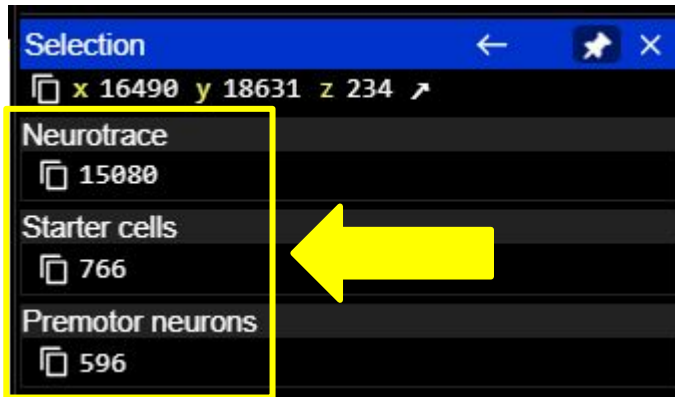 Selection
x 16490 y 18631 z 234
Neurotrace
15080
Starter cells
766
Premotor neurons
596